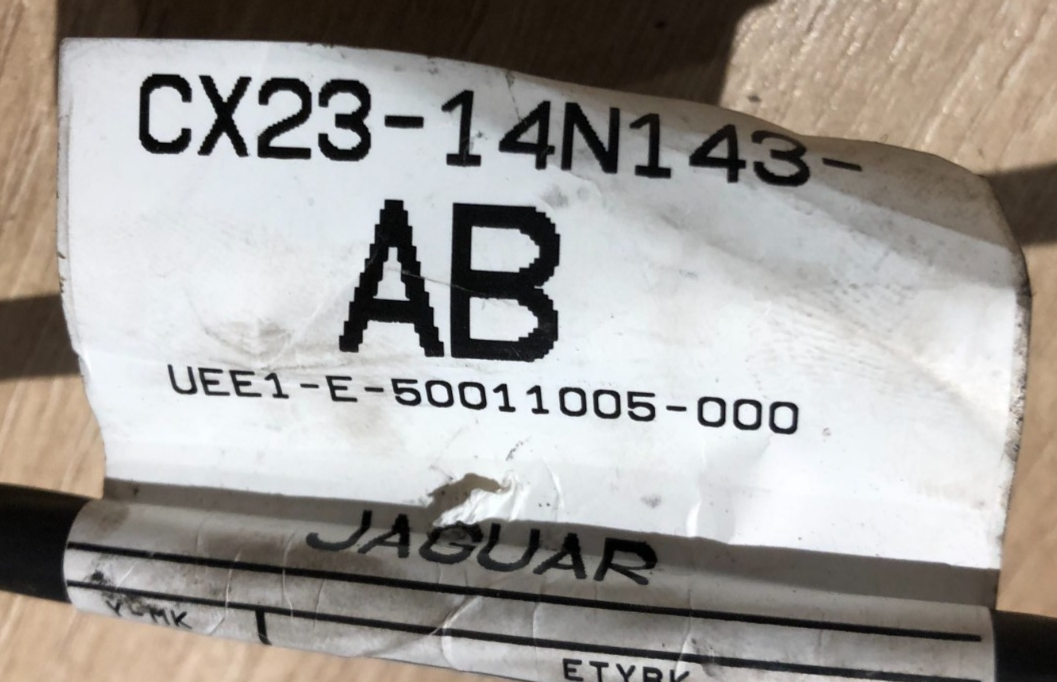 CX23-14N143-
AB
UEE1-E-50011005-000
JAGUAR